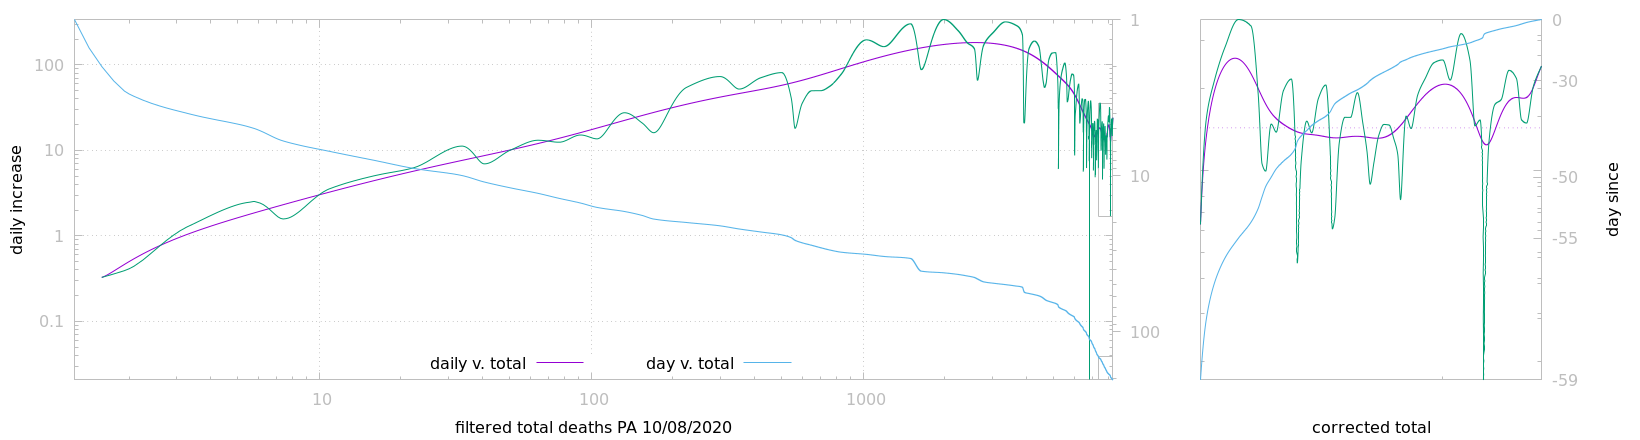 daily increase
100
10
1
0.1
10
100
1000
filtered total deaths PA 10/08/2020
daily v. total
day v. total
1
10
100
0
-30
-50
-55
-59
day since
corrected total